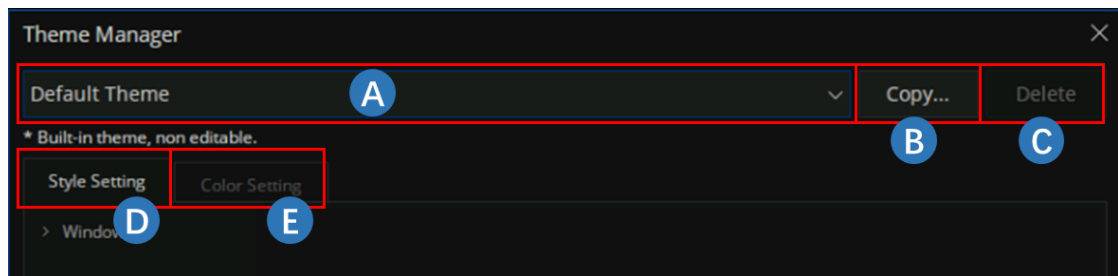 Theme Manager
Default Theme A Copy... Delete
B C
* Built-in theme, non editable.
Style Setting Color Setting
D E
> Window